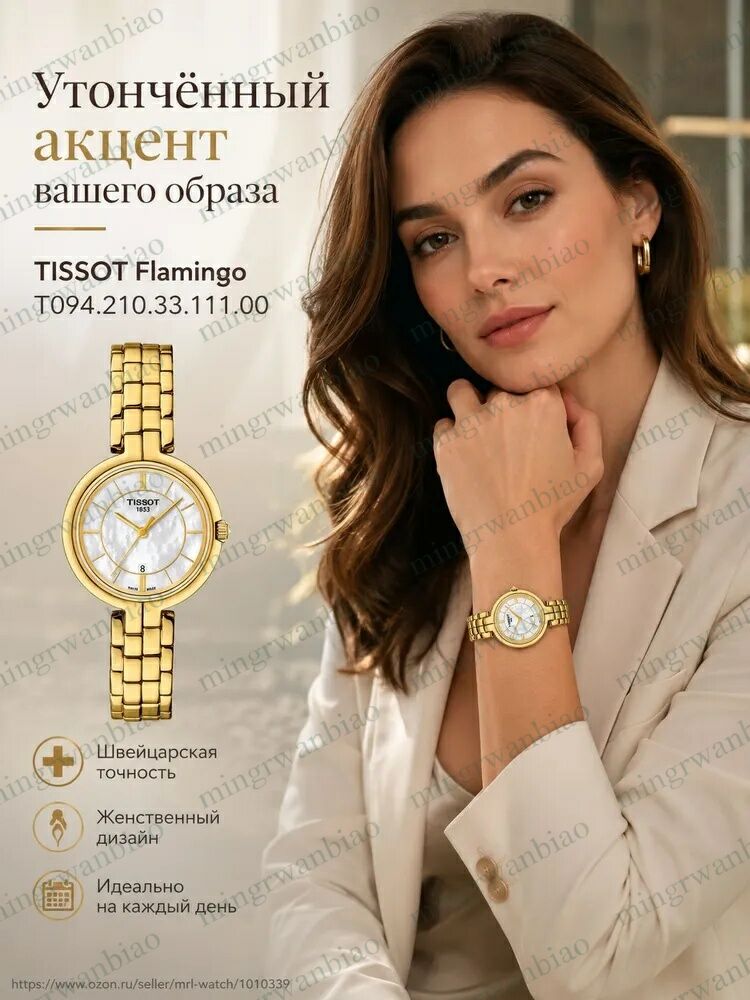 Утончённый
акцент
вашего образа
TISSOT Flamingo
T094.210.33.111.00
TISSOT
1853
8
Швейцарская
точность
Женственный
дизайн
Идеально
на каждый день
https://www.ozon.ru/seller/mrl-watch/1010339
mingrwanbiao